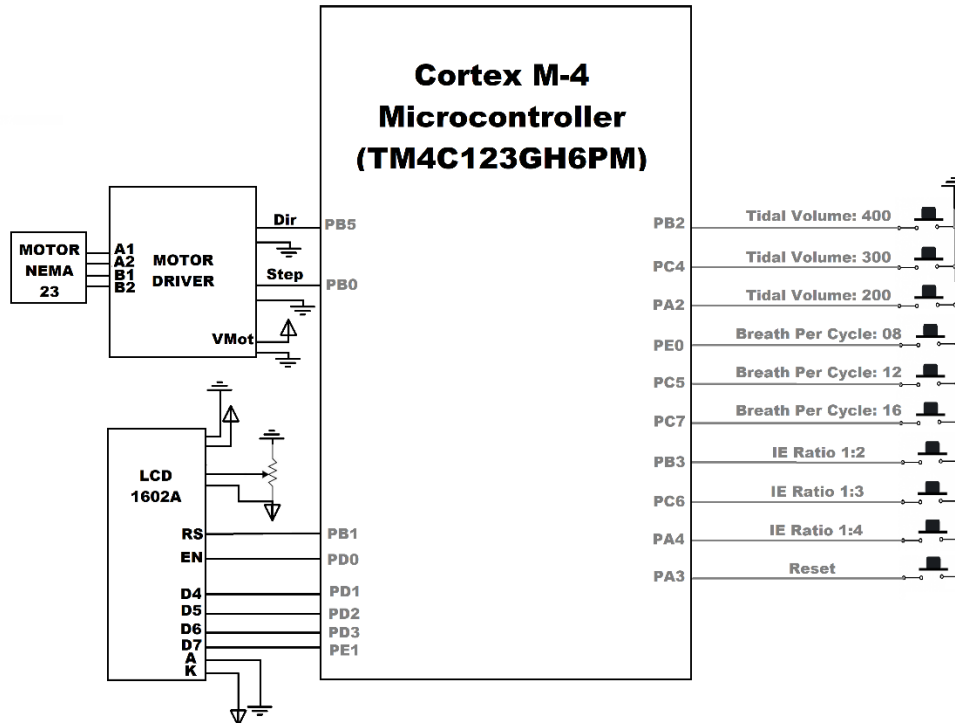 Cortex M-4
Microcontroller
(TM4C123GH6PM)
MOTOR
NEMA
23
A1
A2
B1
B2
MOTOR
DRIVER
VMot
Dir
Step
PB5
PB0
LCD
1602A
RS
EN
D4
D5
D6
D7
A
K
PB1
PD0
PD1
PD2
PD3
PE1
PB2 Tidal Volume: 400
PC4 Tidal Volume: 300
PA2 Tidal Volume: 200
PE0 Breath Per Cycle: 08
PC5 Breath Per Cycle: 12
PC7 Breath Per Cycle: 16
PB3 IE Ratio 1:2
PC6 IE Ratio 1:3
PA4 IE Ratio 1:4
PA3 Reset